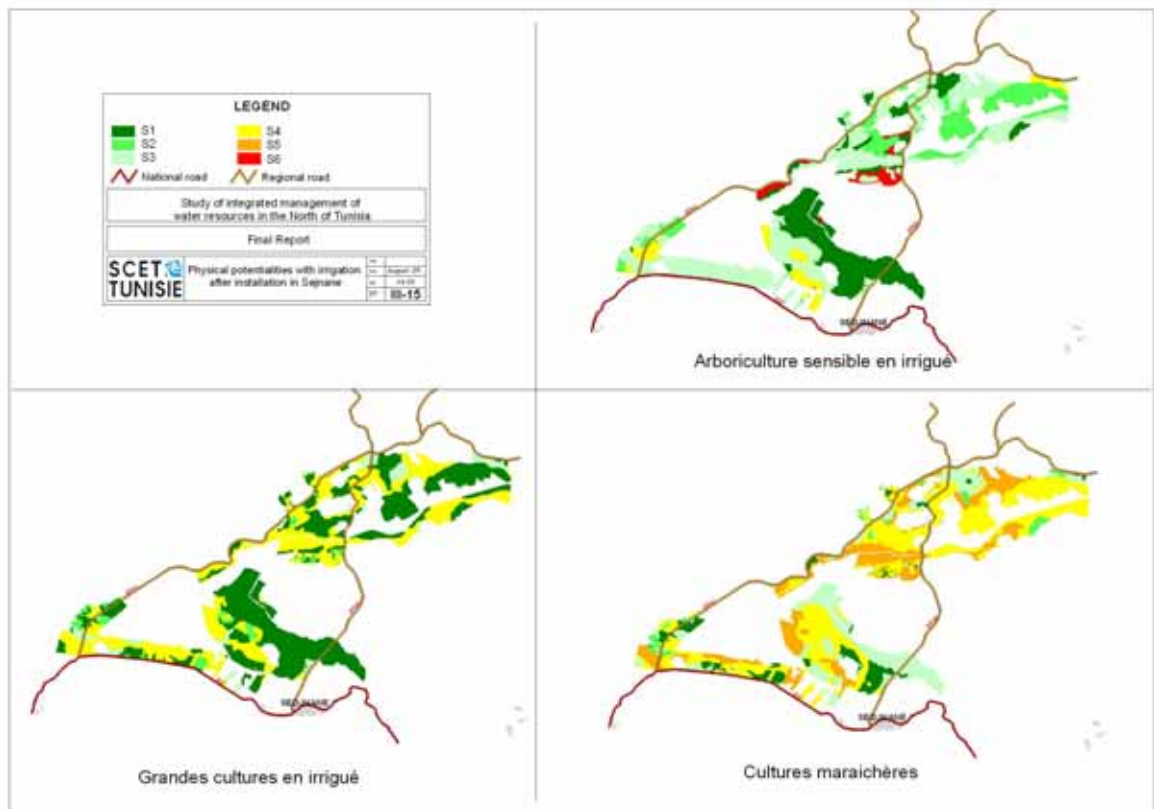 LEGEND
S1 S4
S2 S5
S3 S6
National road Regional road
Study of integrated management of
water resources in the North of Tunisia
Final Report
SCET
TUNISIE
Physical potentialities with irrigation
after installation in Sejnane
August
III-15
Arboriculture sensible en irrigué
Grandes cultures en irrigué
Cultures maraichères